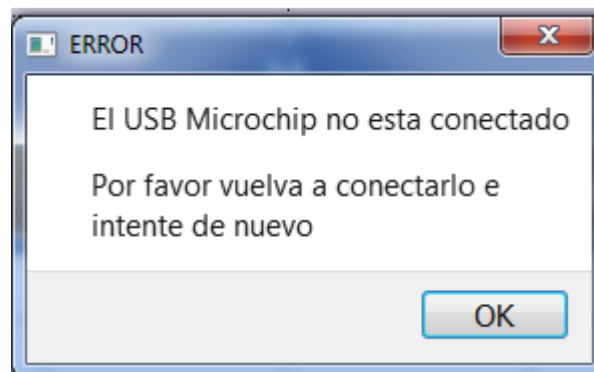 ERROR
El USB Microchip no esta conectado
Por favor vuelva a conectarlo e
intente de nuevo
OK